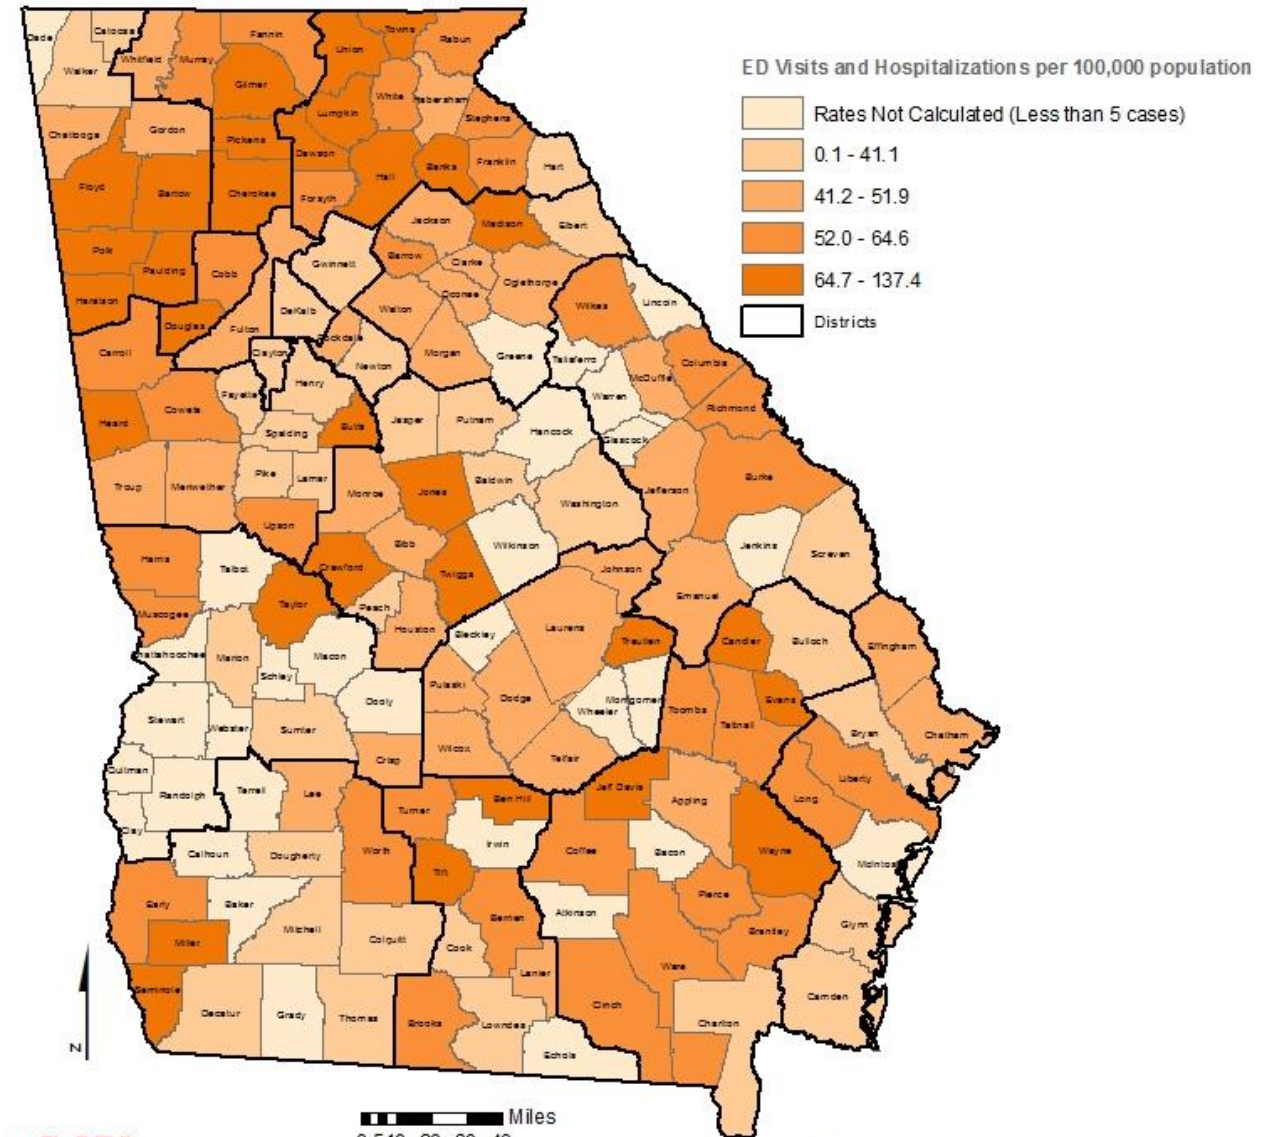 ED Visits and Hospitalizations per 100,000 population
Rates Not Calculated (Less than 5 cases)
0.1 - 41.1
41.2 - 51.9
52.0 - 64.6
64.7 - 137.4
Districts
Dade
Catoosa
Fannin
Towns
Rabun
Union
Walker
Whitfield
Murray
Gilmer
White
Habersham
Lumpkin
Stephens
Chattooga
Gordon
Pickens
Dawson
Banks
Franklin
Hart
Hall
Floyd
Bartow
Cherokee
Forsyth
Jackson
Madison
Elbert
Polk
Paulding
Cobb
Gwinnett
Barrow
Clarke
Oconee
Oglethorpe
Haralson
Douglas
Fulton
DeKalb
Walton
Wilkes
Lincoln
Carroll
Clayton
Rockdale
Newton
Morgan
Greene
Taliaferro
McDuffie
Columbia
Heard
Coweta
Fayette
Henry
Butts
Jasper
Putnam
Hancock
Warren
Richmond
Spalding
Glascock
Troup
Meriwether
Pike
Lamar
Monroe
Jones
Baldwin
Washington
Jefferson
Burke
Upson
Bibb
Wilkinson
Jenkins
Screven
Harris
Talbot
Crawford
Twiggs
Johnson
Emanuel
Muscogee
Taylor
Peach
Houston
Bleckley
Laurens
Treutlen
Candler
Bulloch
Effingham
hattahoochee
Marion
Macon
Schley
Dooly
Pulaski
Dodge
Wheeler
Montgomery
Toombs
Tattnall
Evans
Stewart
Webster
Sumter
Wilcox
Telfair
Bryan
Chatham
Quitman
Randolph
Terrell
Lee
Crisp
Turner
Ben Hill
Jeff Davis
Appling
Long
Liberty
Clay
Calhoun
Dougherty
Worth
Irwin
Coffee
Bacon
Wayne
McIntosh
Tift
Early
Baker
Mitchell
Colquitt
Berrien
Atkinson
Pierce
Brantley
Glynn
Miller
Cook
Lanier
Ware
Seminole
Decatur
Grady
Thomas
Brooks
Lowndes
Clinch
Charlton
Camden
Echols
N
Miles